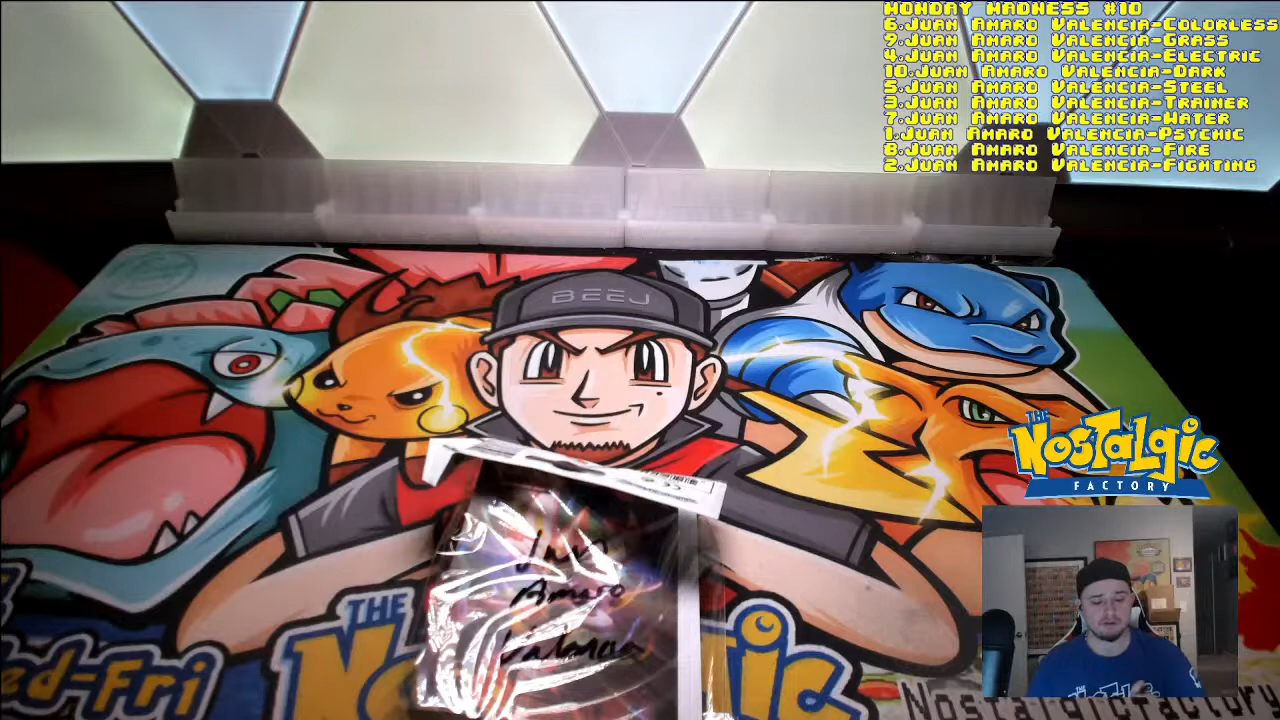 MONDAY MADNESS #10
6.JUAN AMARO VALENCIA-COLORLESS
9.JUAN AMARO VALENCIA-GRASS
4.JUAN AMARO VALENCIA-ELECTRIC
10.JUAN AMARO VALENCIA-DARK
5.JUAN AMARO VALENCIA-STEEL
3.JUAN AMARO VALENCIA-TRAINER
7.JUAN AMARO VALENCIA-WATER
1.JUAN AMARO VALENCIA-PSYCHIC
8.JUAN AMARO VALENCIA-FIRE
2.JUAN AMARO VALENCIA-FIGHTING
BEEJ
THE
NOSTALGIC
FACTORY
Juan
Amaro
Valencia
THE
ed-Fri
Nostalgicfactory